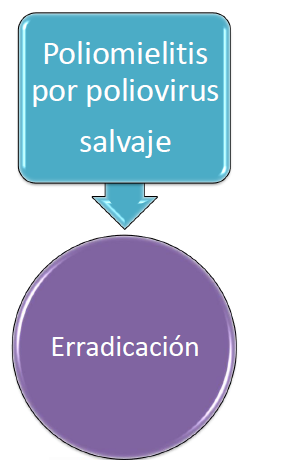 Poliomielitis
por poliovirus
salvaje
Erradicación